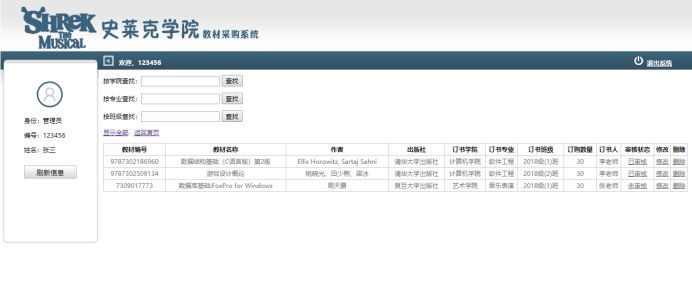 SHREK
THE
MUSICAL
史莱克学院 教材采购系统
欢迎，123456
退出系统
身份：管理员
编号：123456
姓名：张三
刷新信息
按学院查找： 查找
按专业查找： 查找
按班级查找： 查找
显示全部 返回首页
教材编号 教材名称 作者 出版社 订书学院 订书专业 订书班级 订购数量 订书人 审核状态 修改 删除
9787302186960 数据结构基础（C语言版）第2版 Ellis Horowitz, Sartaj Sahni 清华大学出版社 计算机学院 软件工程 2018级(1)班 30 李老师 已审核 修改 删除
9787302509134 游戏设计概论 姚晓光、田少煦、梁冰 清华大学出版社 计算机学院 软件工程 2018级(2)班 30 李老师 已审核 修改 删除
7309017773 数据库基础:FoxPro for Windows 周天爵 复旦大学出版社 艺术学院 音乐表演 2018级(1)班 30 张老师 未审核 修改 删除